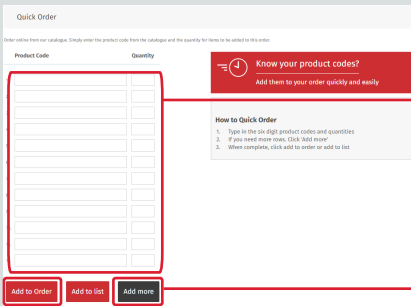 Quick Order
Order online from our catalogue. Simply enter the product code from the catalogue and the quantity for items to be added to this order.
Product Code Quantity
Know your product codes?
Add them to your order quickly and easily
How to Quick Order
1. Type in the six digit product codes and quantities
2. If you need more rows, Click 'Add more'
3. When complete, click add to order or add to list
Add to Order Add to list Add more